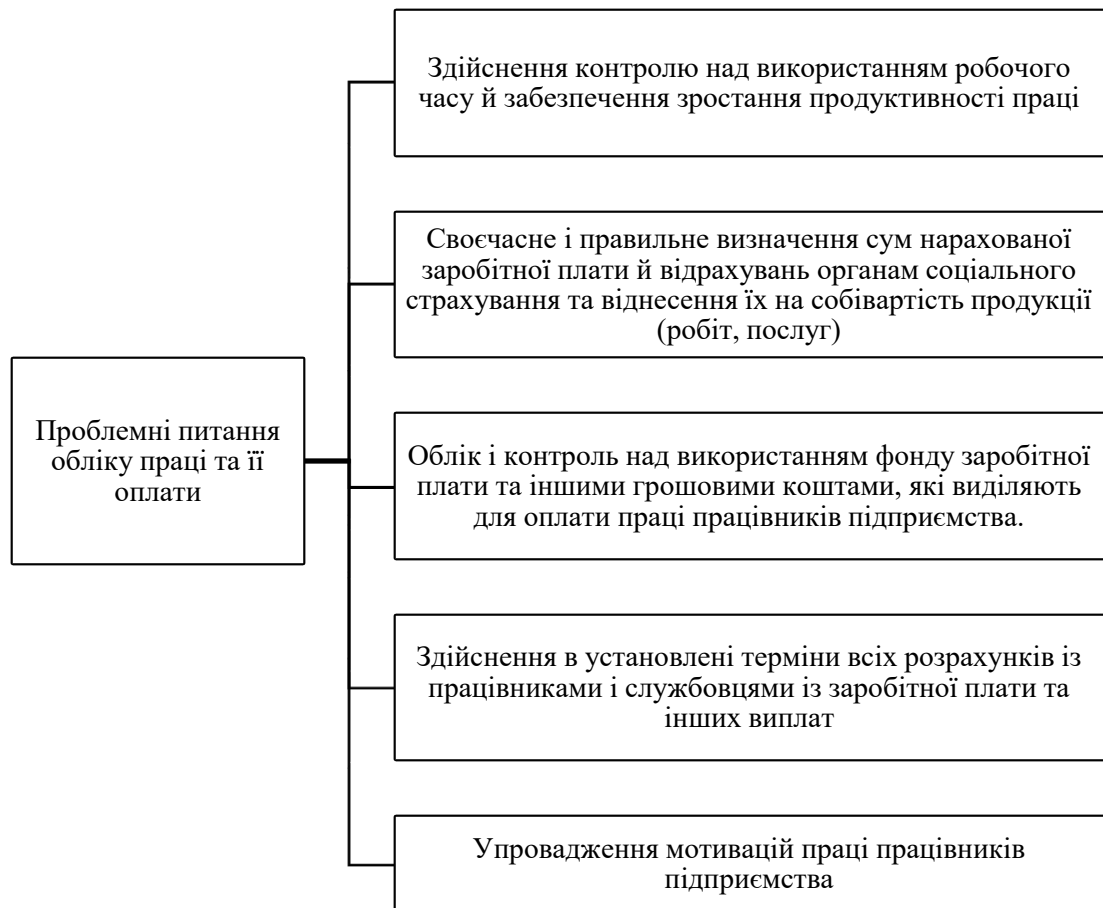 Проблемні питання
обліку праці та її
оплати
Здійснення контролю над використанням робочого
часу й забезпечення зростання продуктивності праці
Своєчасне і правильне визначення сум нарахованої
заробітної плати й відрахувань органам соціального
страхування та віднесення їх на собівартість продукції
(робіт, послуг)
Облік і контроль над використанням фонду заробітної
плати та іншими грошовими коштами, які виділяють
для оплати праці працівників підприємства.
Здійснення в установлені терміни всіх розрахунків із
працівниками і службовцями із заробітної плати та
інших виплат
Упровадження мотивацій праці працівників
підприємства